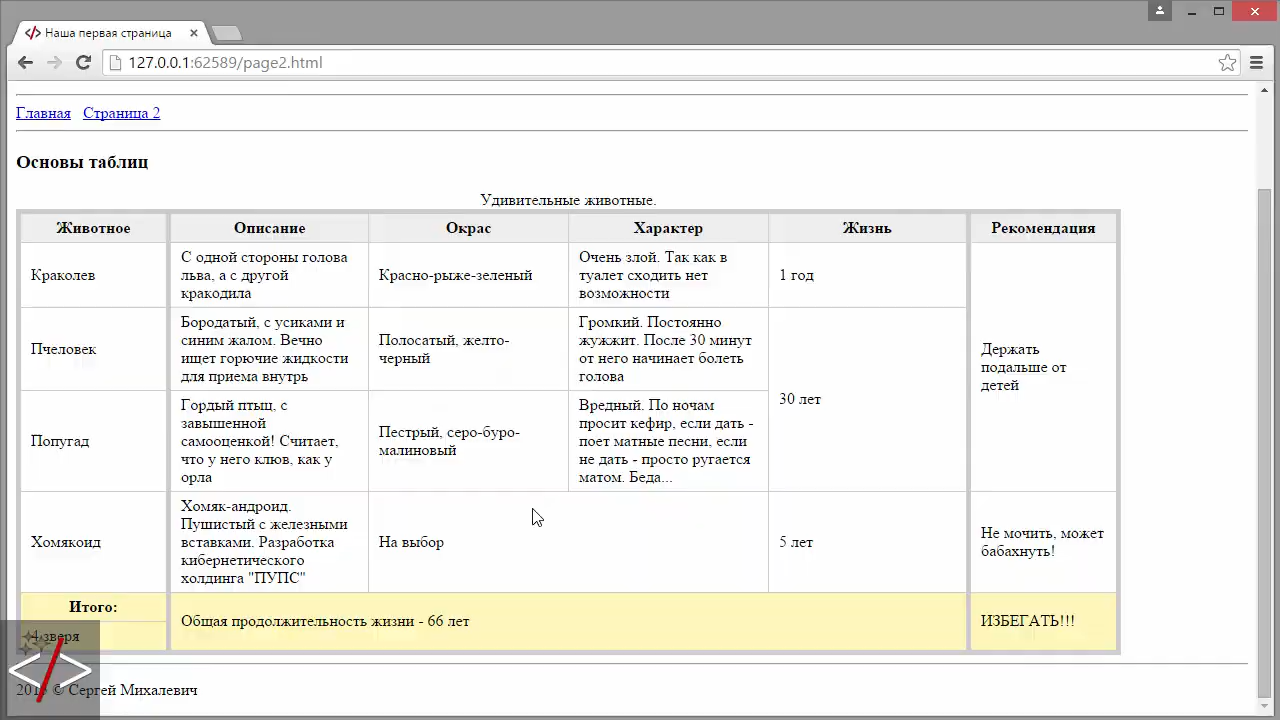 Наша первая страница
127.0.0.1:62589/page2.html
Главная Страница 2
Основы таблиц
Удивительные животные.
Животное Описание Окрас Характер Жизнь Рекомендация
Краколев
С одной стороны голова
льва, а с другой
крокодила
Красно-рыже-зеленый
Очень злой. Так как в
туалет сходить нет
возможности
1 год
Держать
подальше от
детей
Пчеловек
Бородатый, с усиками и
синим жалом. Вечно
ищет горючие жидкости
для приема внутрь
Полосатый, желто-
черный
Громкий. Постоянно
жужжит. После 30 минут
от него начинает болеть
голова
30 лет
Попугад
Гордый птыц, с
завышенной
самооценкой! Считает,
что у него клюв, как у
орла
Пестрый, серо-буро-
малиновый
Вредный. По ночам
просит кефир, если дать -
поет матные песни, если
не дать - просто ругается
матом. Беда...
Хомякоид
Хомяк-андроид.
Пушистый с железными
вставками. Разработка
кибернетического
холдинга "ПУПС"
На выбор
5 лет
Не мочить, может
бабахнуть!
Итого:
Общая продолжительность жизни - 66 лет
ИЗБЕГАТЬ!!!
4 зверя
© Сергей Михалевич